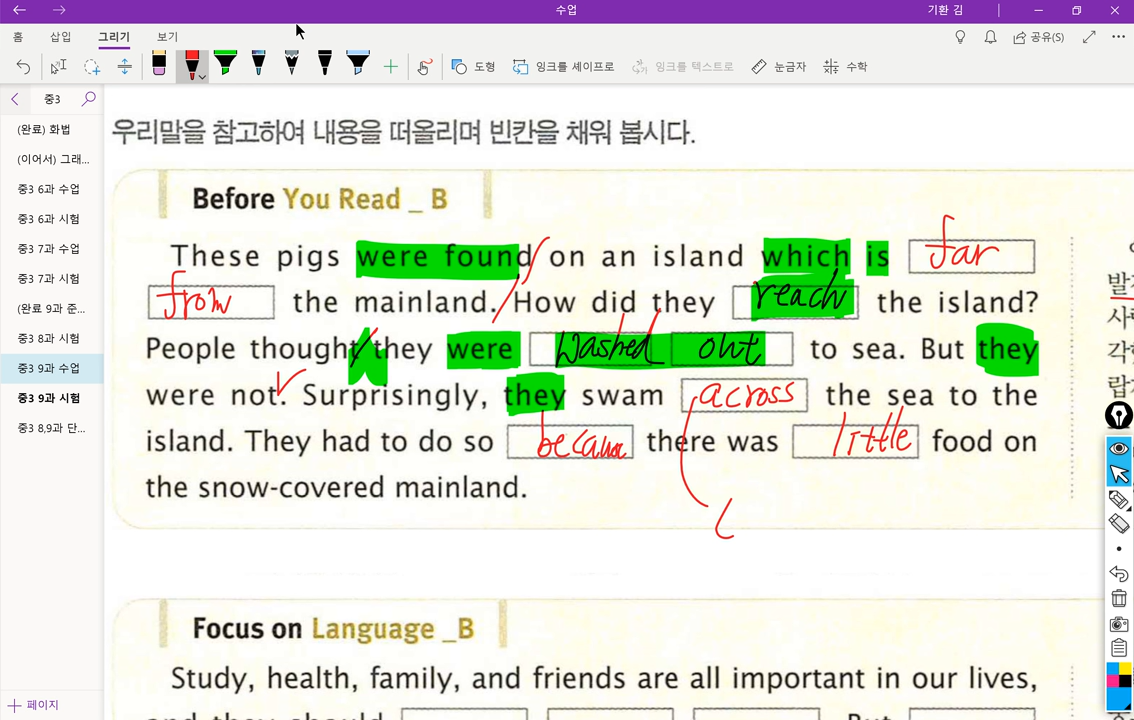 수업
기환 김
홈 삽입 그리기 보기
공유(S)
도형 잉크를 셰이프로 잉크를 텍스트로 눈금자 수학
중3
(완료) 화법
(이어서) 그래...
중3 6과 수업
중3 6과 시험
중3 7과 수업
중3 7과 시험
(완료 9과 준...
중3 8과 시험
중3 9과 수업
중3 9과 시험
중3 8,9과 단...
페이지
우리말을 참고하여 내용을 떠올리며 빈칸을 채워 봅시다.
Before You Read _ B
These pigs were found on an island which is far
from the mainland. How did they reach the island?
People thought they were washed out to sea. But they
were not. Surprisingly, they swam across the sea to the
island. They had to do so because there was little food on
the snow-covered mainland.
Focus on Language _B
Study, health, family, and friends are all important in our lives,
and they should But